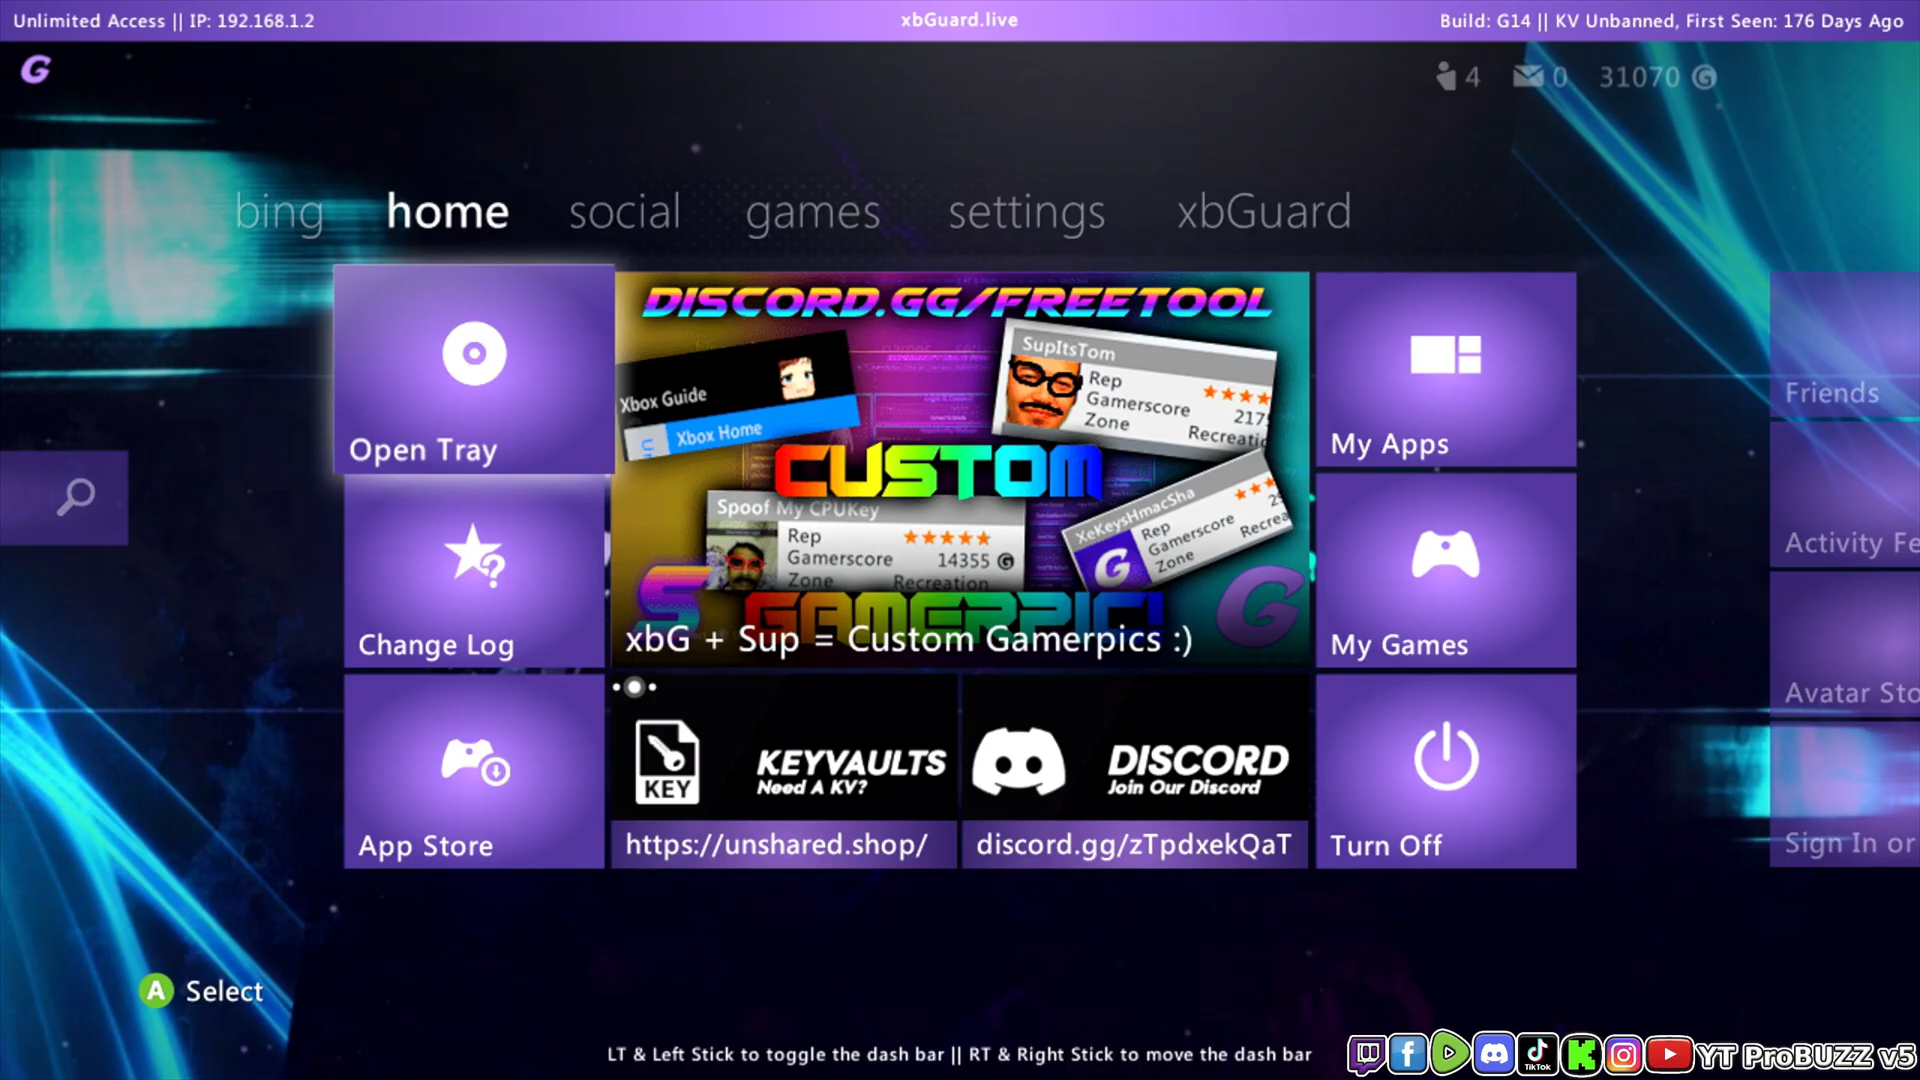 Unlimited Access || IP: 192.168.1.2
xbGuard.live
Build: G14 || KV Unbanned, First Seen: 176 Days Ago
G
4
0
31070 G
bing
home
social
games
settings
xbGuard
Open Tray
Change Log
App Store
DISCORD.GG/FREETOOL
Xbox Guide
Xbox Home
SupItsTom
Rep
Gamerscore
217
Zone
Recreatio
CUSTOM
Spoof My CPUKey
Rep
Gamerscore
14355 G
Zone
Recreation
XeKeysHmacSha
Rep
Gamerscore
Zone
Recrea
G
S
GAMERPIC!
G
xbG + Sup = Custom Gamerpics :)
KEY
KEYVAULTS
Need A KV?
https://unshared.shop/
DISCORD
Join Our Discord
discord.gg/zTpdxekQaT
My Apps
My Games
Turn Off
Friends
Activity Fe
Avatar Sto
Sign In or
A Select
LT & Left Stick to toggle the dash bar || RT & Right Stick to move the dash bar
TikTok
YT ProBUZZ v5